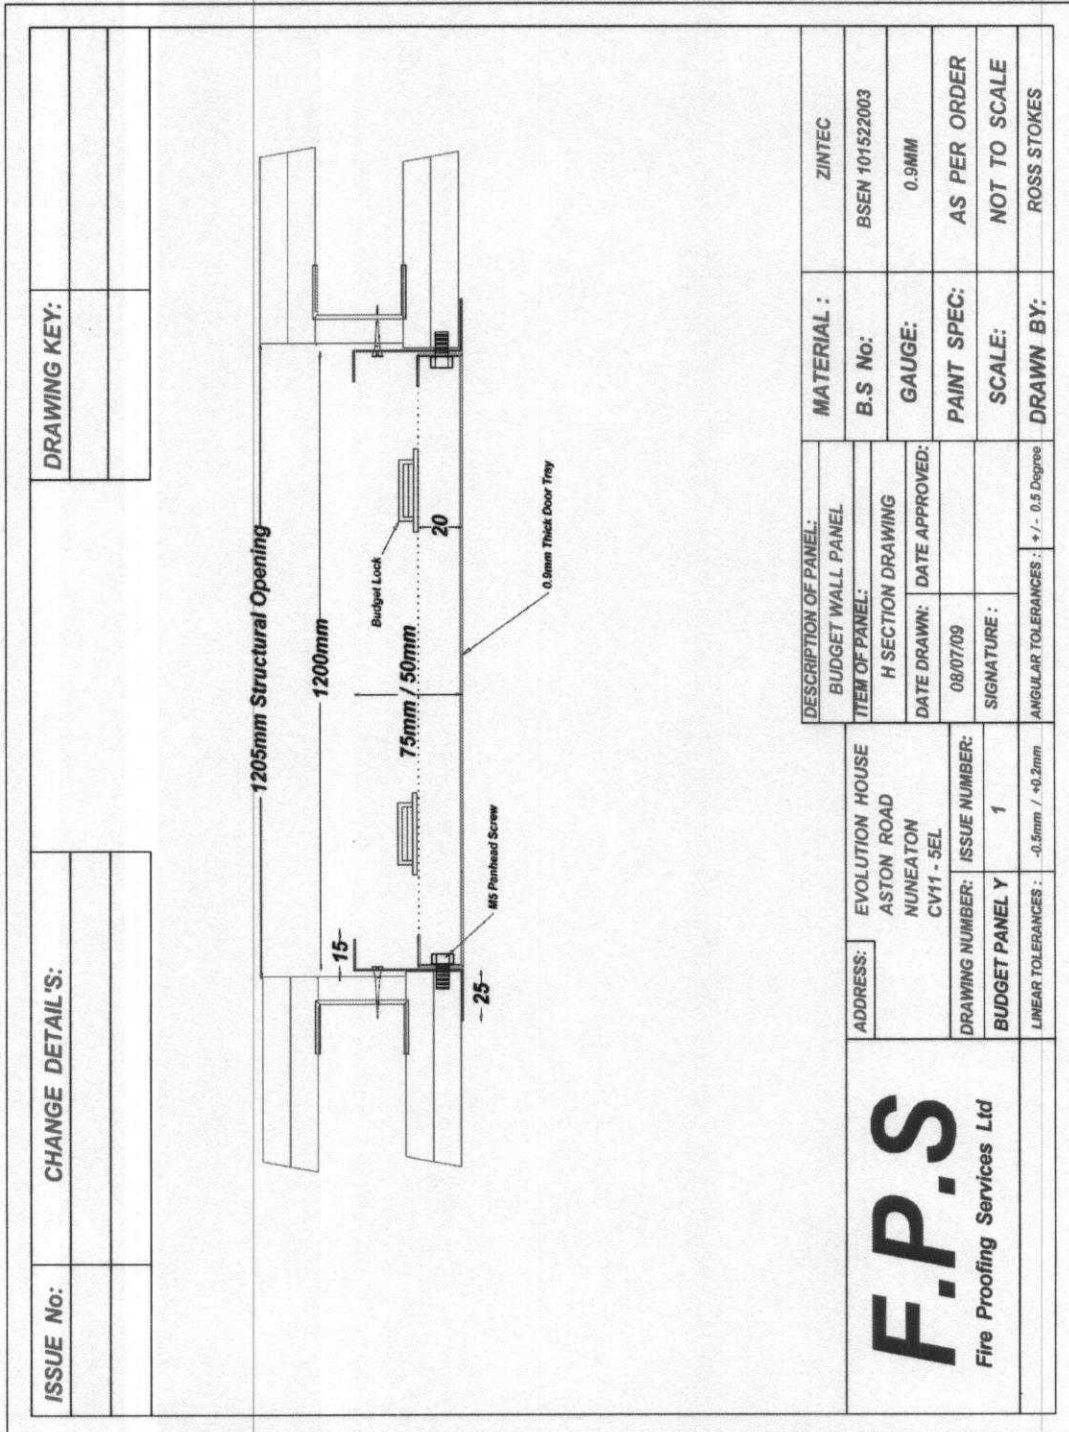 ISSUE No:
CHANGE DETAIL'S:
DRAWING KEY:
1205mm Structural Opening
1200mm
15
Budget Lock
75mm / 50mm
20
25
M5 Panhead Screw
0.9mm Thick Door Tray
F.P.S
Fire Proofing Services Ltd
ADDRESS:
EVOLUTION HOUSE
ASTON ROAD
NUNEATON
CV11 - 5EL
DRAWING NUMBER:
ISSUE NUMBER:
BUDGET PANEL Y
1
LINEAR TOLERANCES :
-0.5mm / +0.2mm
DESCRIPTION OF PANEL:
BUDGET WALL PANEL
ITEM OF PANEL:
H SECTION DRAWING
DATE DRAWN:
DATE APPROVED:
08/07/09
SIGNATURE :
ANGULAR TOLERANCES :
+/- 0.5 Degree
MATERIAL :
ZINTEC
B.S No:
BSEN 101522003
GAUGE:
0.9MM
PAINT SPEC:
AS PER ORDER
SCALE:
NOT TO SCALE
DRAWN BY:
ROSS STOKES